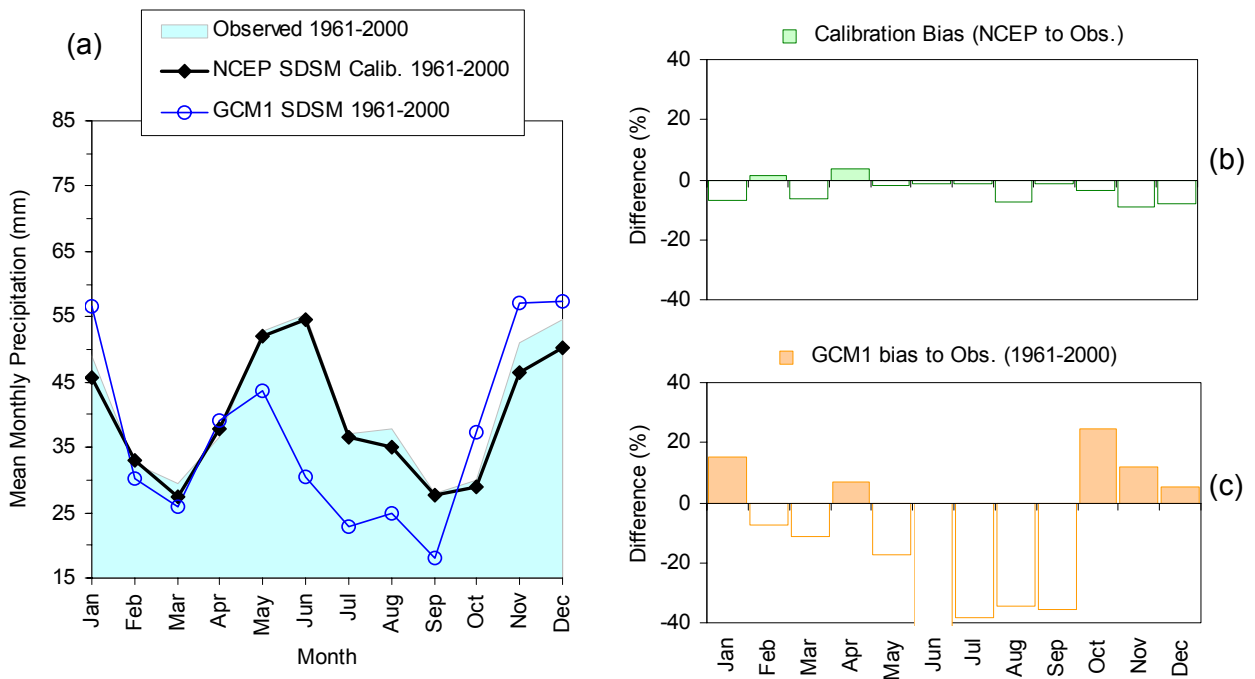 (a)
Observed 1961-2000
NCEP SDSM Calib. 1961-2000
GCM1 SDSM 1961-2000
Mean Monthly Precipitation (mm)
85
75
65
55
45
35
25
15
Jan
Feb
Mar
Apr
May
Jun
Jul
Aug
Sep
Oct
Nov
Dec
Month
Calibration Bias (NCEP to Obs.)
(b)
Difference (%)
40
20
0
-20
-40
GCM1 bias to Obs. (1961-2000)
(c)
Difference (%)
40
20
0
-20
-40
Jan
Feb
Mar
Apr
May
Jun
Jul
Aug
Sep
Oct
Nov
Dec